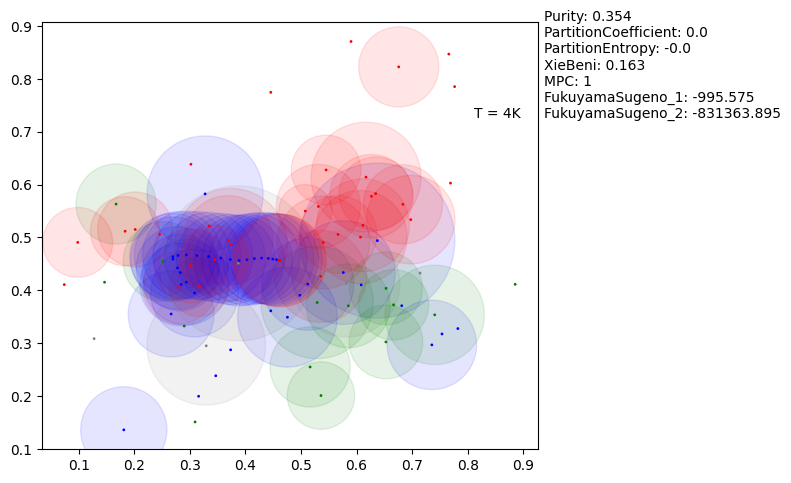 Purity: 0.354
PartitionCoefficient: 0.0
PartitionEntropy: -0.0
XieBeni: 0.163
MPC: 1
FukuyamaSugeno_1: -995.575
FukuyamaSugeno_2: -831363.895
T = 4K
0.9
0.8
0.7
0.6
0.5
0.4
0.3
0.2
0.1
0.1 0.2 0.3 0.4 0.5 0.6 0.7 0.8 0.9